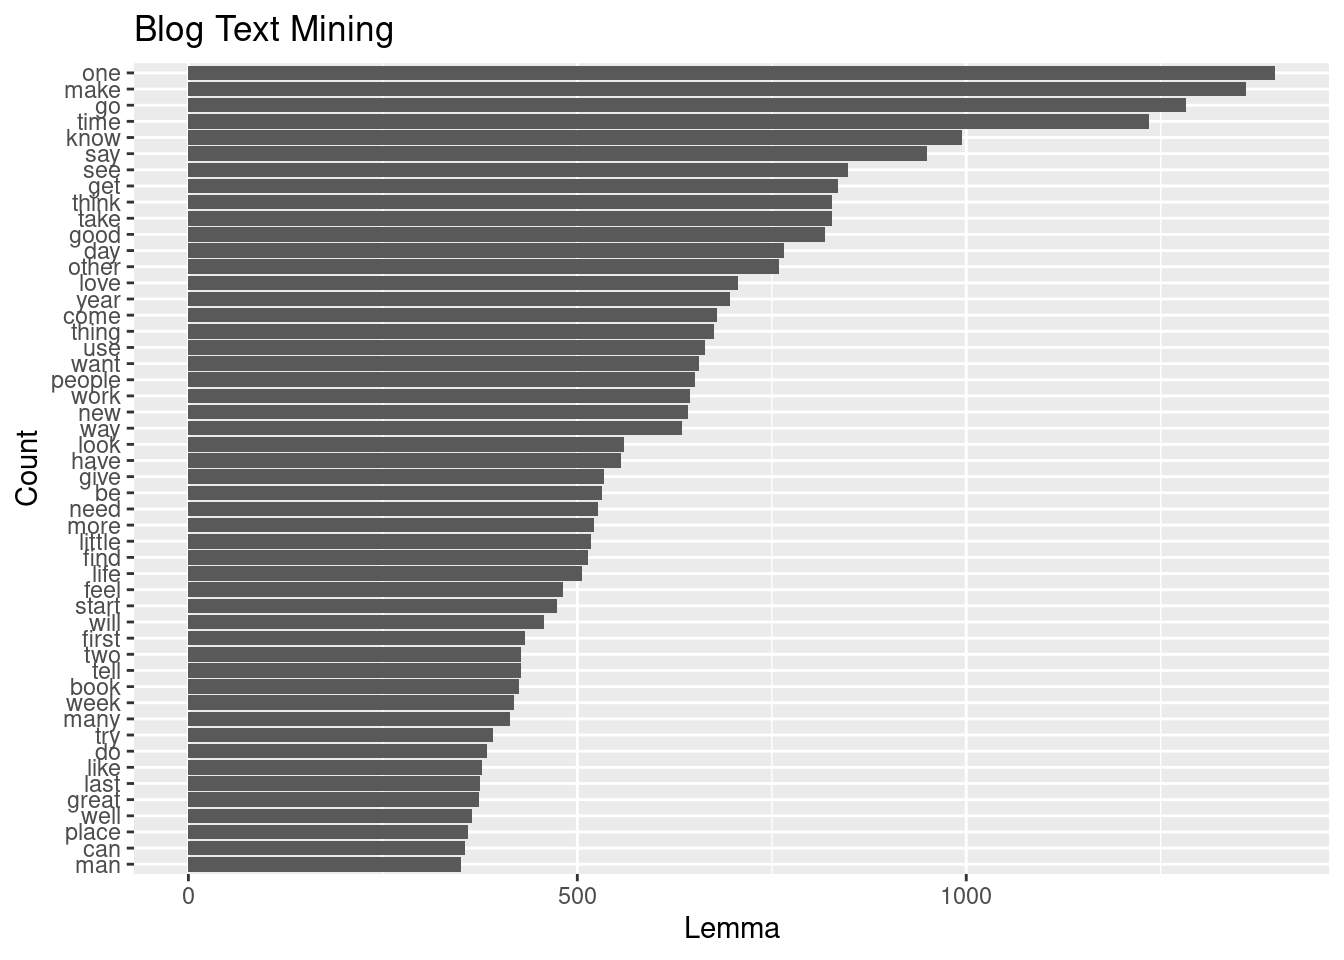 Blog Text Mining
one
make
go
time
know
say
see
get
think
take
good
day
other
love
year
come
thing
use
want
people
work
new
way
look
have
give
be
need
more
little
find
life
feel
start
will
first
two
tell
book
week
many
try
do
like
last
great
well
place
can
man
Count
0 500 1000
Lemma